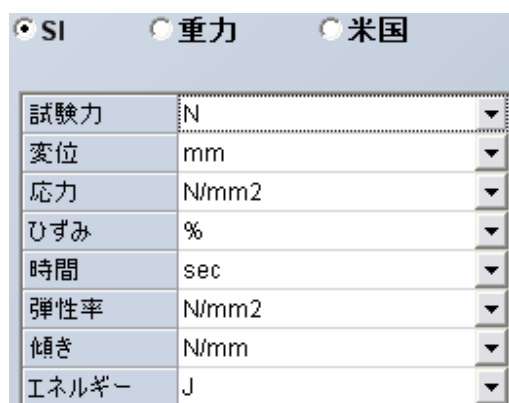 SI 重力 米国
試験力 N
変位 mm
応力 N/mm2
ひずみ %
時間 sec
弾性率 N/mm2
傾き N/mm
エネルギー J